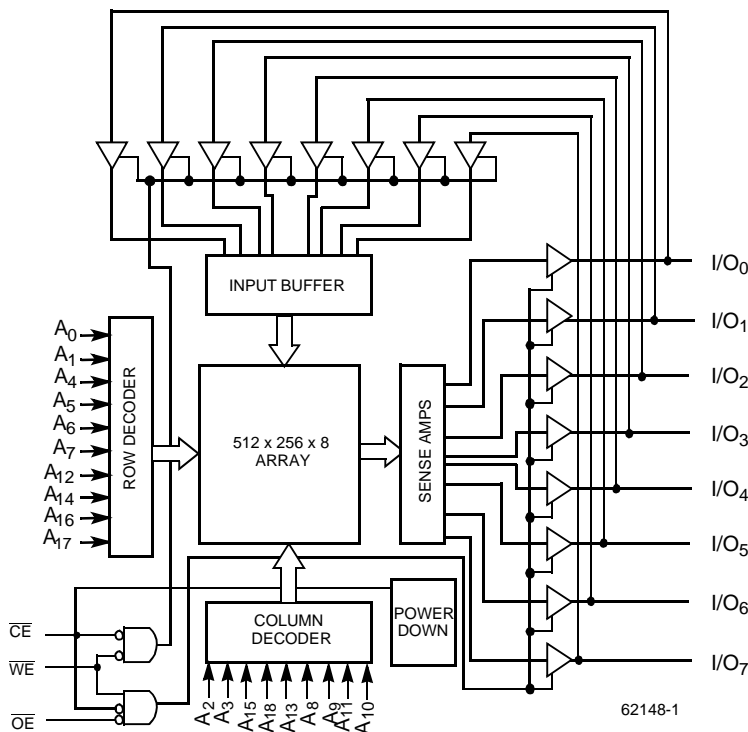 INPUT BUFFER
I/O0
I/O1
I/O2
I/O3
I/O4
I/O5
I/O6
I/O7
A0
A1
A4
A5
A6
A7
A12
A14
A16
A17
ROW DECODER
512 x 256 x 8
ARRAY
SENSE AMPS
COLUMN
DECODER
POWER
DOWN
CE
WE
OE
A2
A3
A15
A18
A13
A8
A9
A11
A10
62148-1